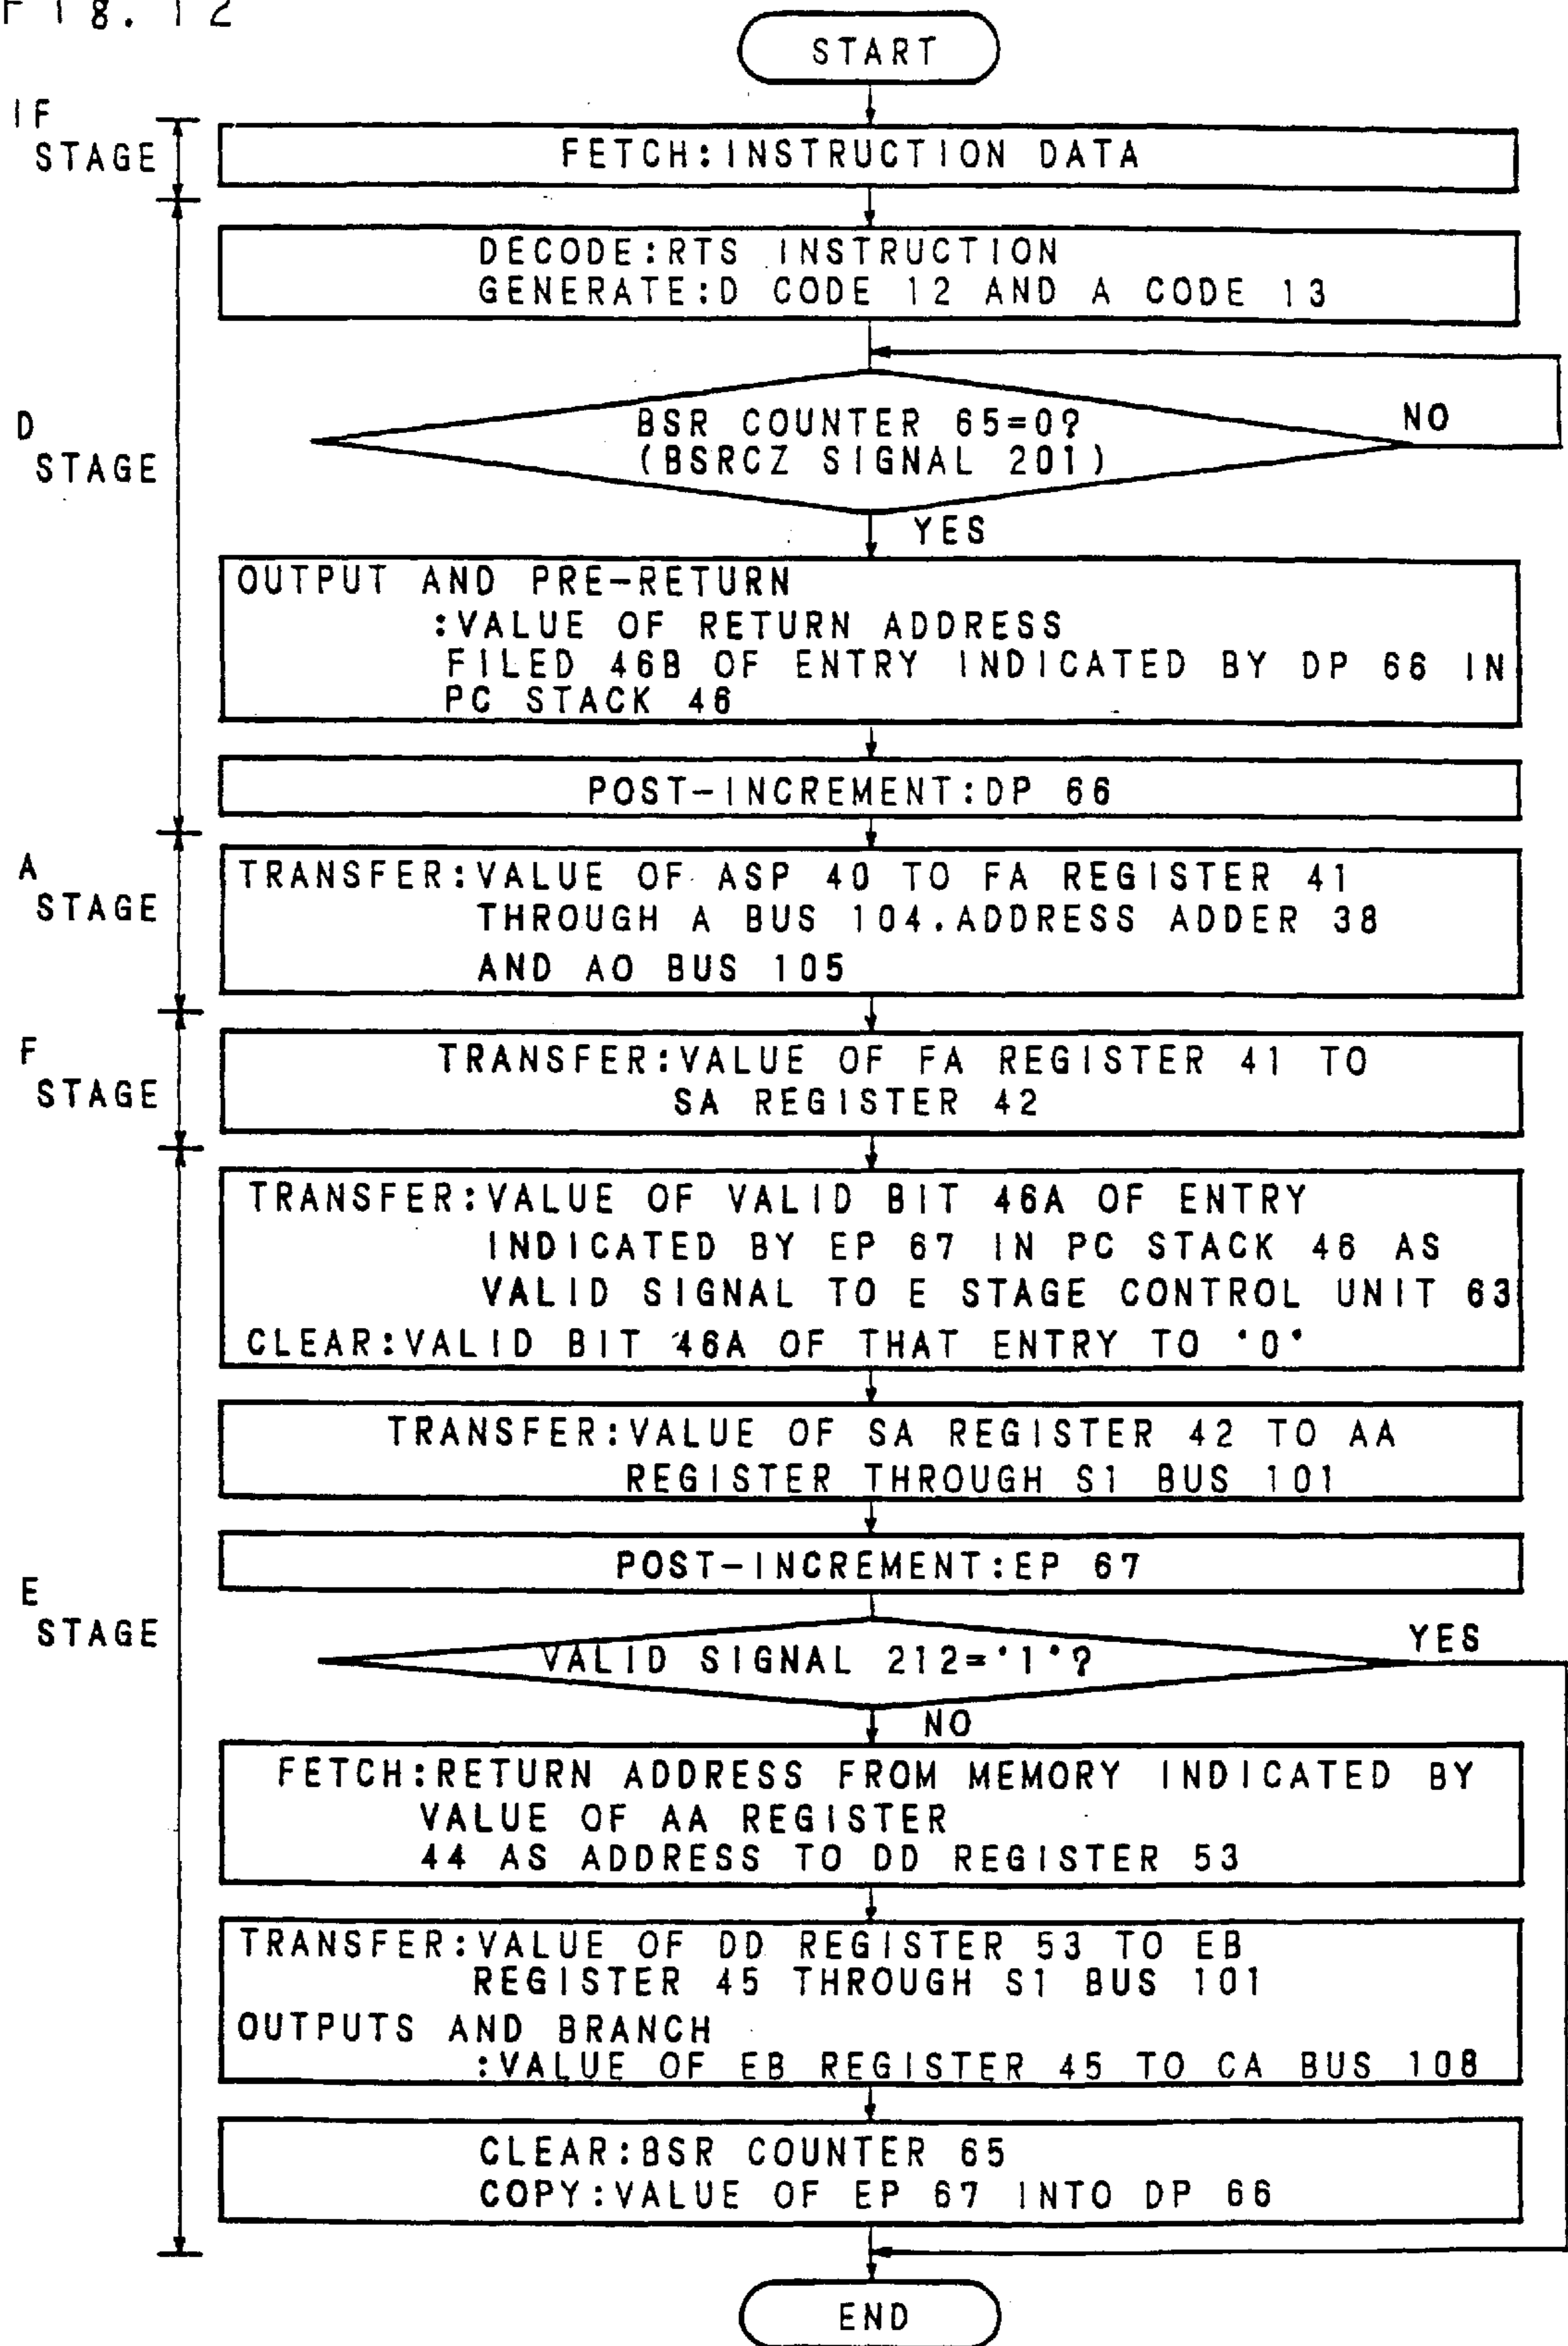 Fig. 12
START
IF
STAGE
FETCH:INSTRUCTION DATA
DECODE:RTS INSTRUCTION
GENERATE:D CODE 12 AND A CODE 13
D
STAGE
BSR COUNTER 65=0?
(BSRCZ SIGNAL 201)
NO
YES
OUTPUT AND PRE-RETURN
:VALUE OF RETURN ADDRESS
FILED 46B OF ENTRY INDICATED BY DP 66 IN
PC STACK 46
POST-INCREMENT:DP 66
A
STAGE
TRANSFER:VALUE OF ASP 40 TO FA REGISTER 41
THROUGH A BUS 104.ADDRESS ADDER 38
AND AO BUS 105
F
STAGE
TRANSFER:VALUE OF FA REGISTER 41 TO
SA REGISTER 42
TRANSFER:VALUE OF VALID BIT 46A OF ENTRY
INDICATED BY EP 67 IN PC STACK 46 AS
VALID SIGNAL TO E STAGE CONTROL UNIT 63
CLEAR:VALID BIT 46A OF THAT ENTRY TO '0'
TRANSFER:VALUE OF SA REGISTER 42 TO AA
REGISTER THROUGH S1 BUS 101
POST-INCREMENT:EP 67
E
STAGE
VALID SIGNAL 212='1'?
YES
NO
FETCH:RETURN ADDRESS FROM MEMORY INDICATED BY
VALUE OF AA REGISTER
44 AS ADDRESS TO DD REGISTER 53
TRANSFER:VALUE OF DD REGISTER 53 TO EB
REGISTER 45 THROUGH S1 BUS 101
OUTPUTS AND BRANCH
:VALUE OF EB REGISTER 45 TO CA BUS 108
CLEAR:BSR COUNTER 65
COPY:VALUE OF EP 67 INTO DP 66
END